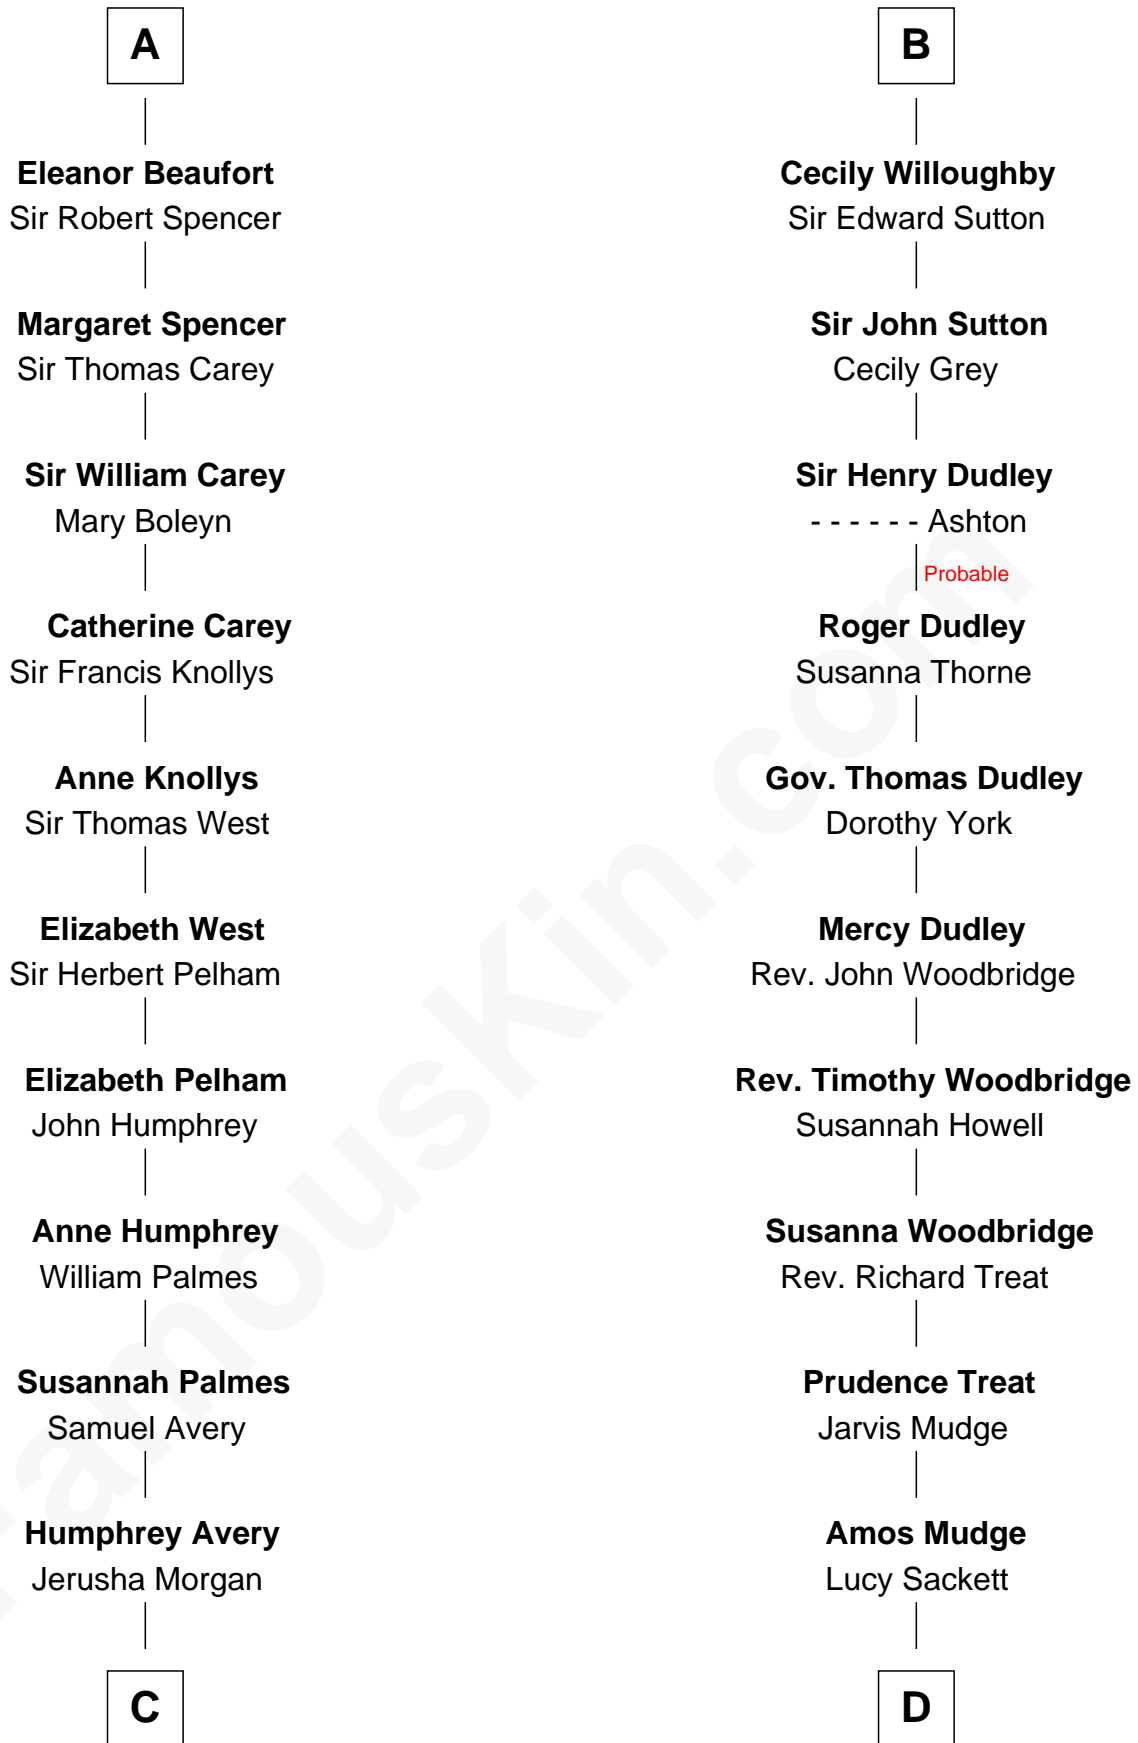 A
Eleanor Beaufort
Sir Robert Spencer
Margaret Spencer
Sir Thomas Carey
Sir William Carey
Mary Boleyn
Catherine Carey
Sir Francis Knollys
Anne Knollys
Sir Thomas West
Elizabeth West
Sir Herbert Pelham
Elizabeth Pelham
John Humphrey
Anne Humphrey
William Palmes
Susannah Palmes
Samuel Avery
Humphrey Avery
Jerusha Morgan
C
B
Cecily Willoughby
Sir Edward Sutton
Sir John Sutton
Cecily Grey
Sir Henry Dudley
- - - - - - Ashton
Probable
Roger Dudley
Susanna Thorne
Gov. Thomas Dudley
Dorothy York
Mercy Dudley
Rev. John Woodbridge
Rev. Timothy Woodbridge
Susannah Howell
Susanna Woodbridge
Rev. Richard Treat
Prudence Treat
Jarvis Mudge
Amos Mudge
Lucy Sackett
D
FamousKin.com